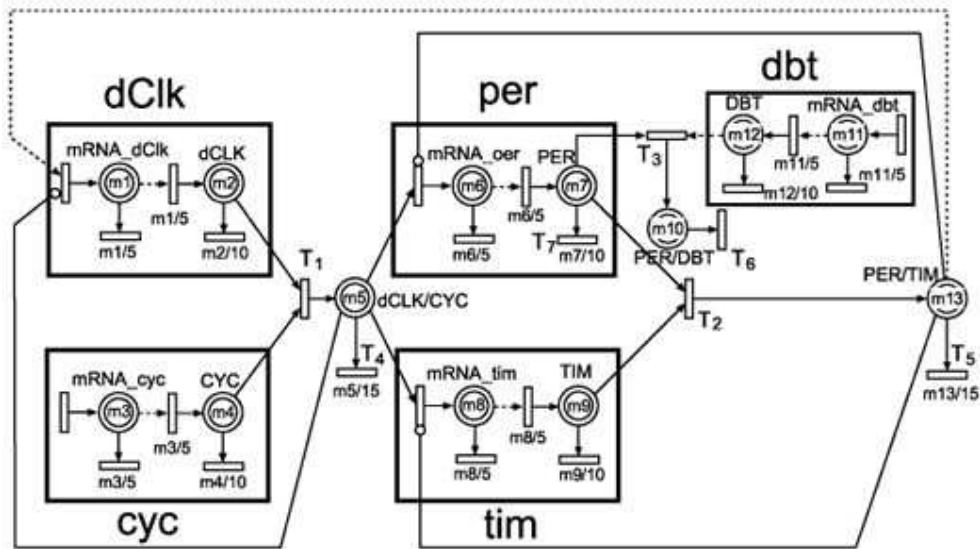 dClk
per
dbt
DBT
mRNA_dbt
m12
m11
m11/5
m11/5
m12/10
mRNA_dClk
dCLK
m1
m2
m1/5
m1/5
m2/10
mRNA_oer
PER
m6
m7
m6/5
m6/5
T7
m7/10
T3
m10
PER/DBT
T6
T1
m5
dCLK/CYC
T4
m5/15
T2
PER/TIM
m13
T5
m13/15
mRNA_cyc
CYC
m3
m4
m3/5
m3/5
m4/10
mRNA_tim
TIM
m8
m9
m8/5
m8/5
m9/10
cyc
tim